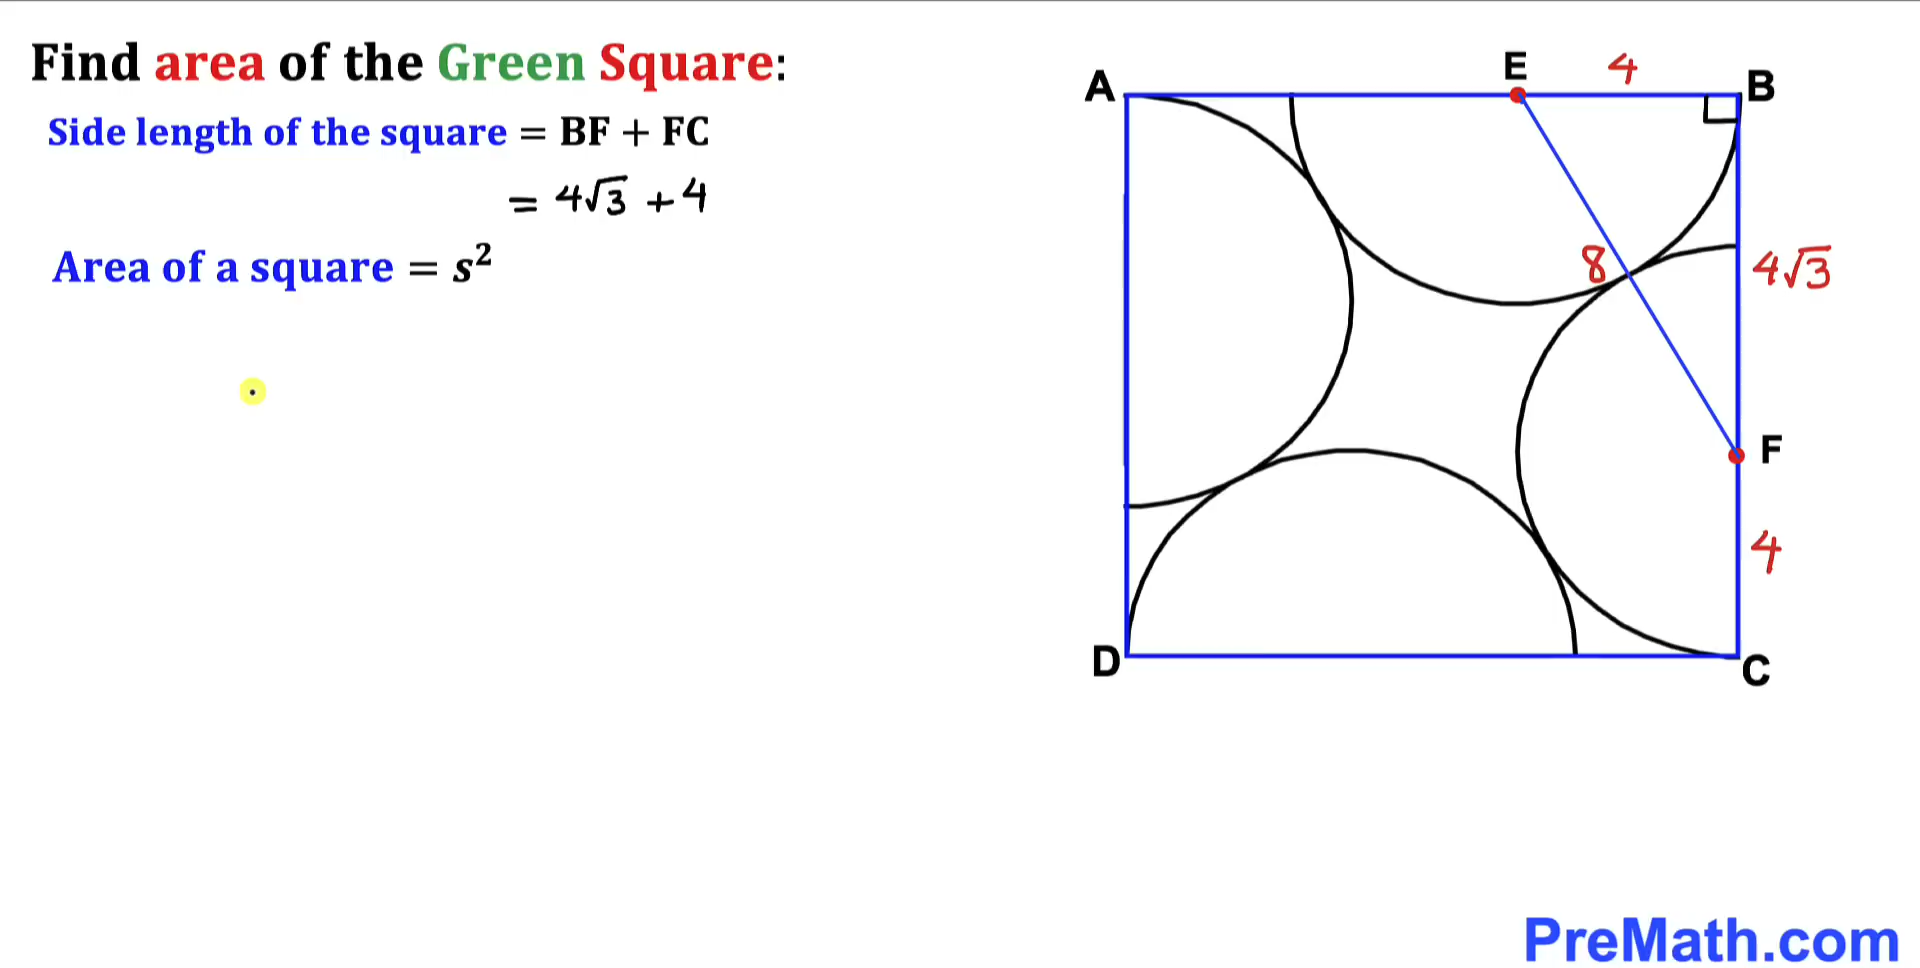 Find area of the Green Square:
Side length of the square = BF + FC
= 4√3 + 4
Area of a square = s²
A
E
4
B
8
4√3
F
4
D
C
PreMath.com